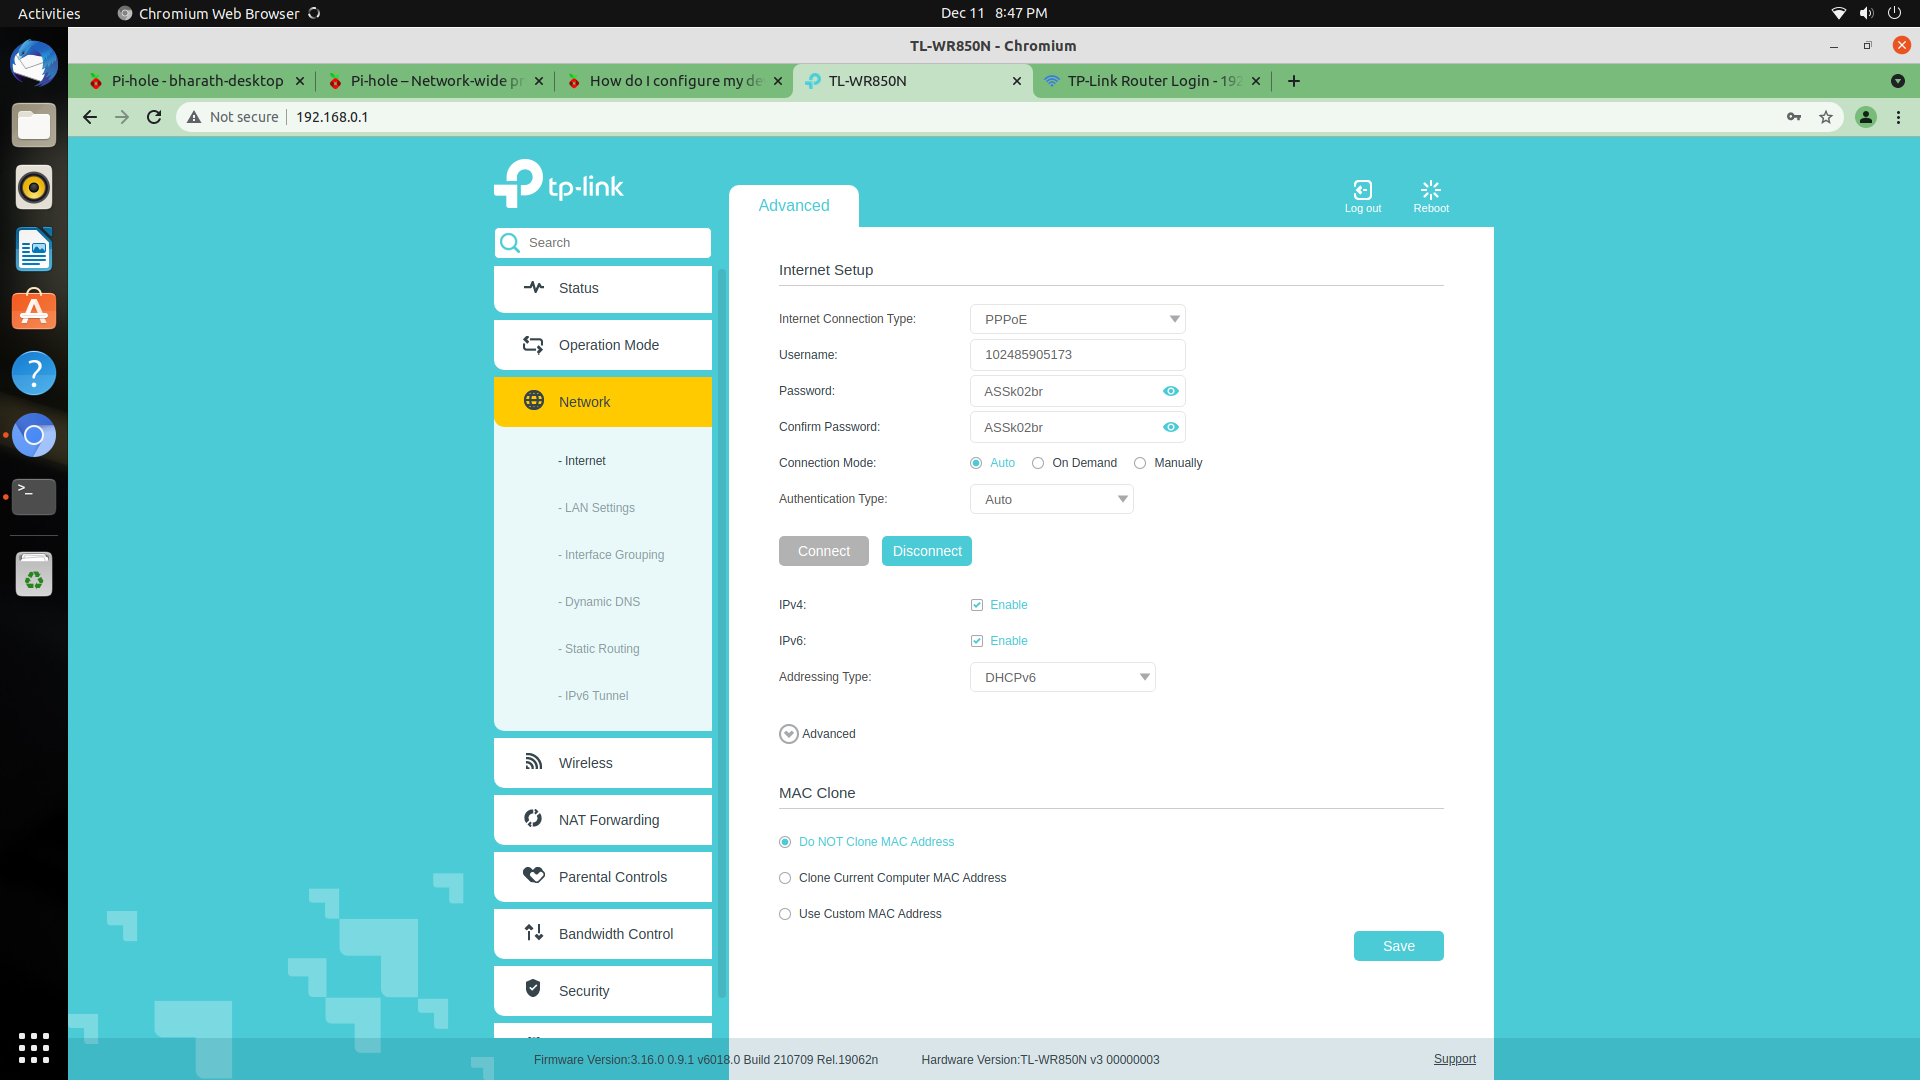 Activities
Chromium Web Browser
Dec 11 8:47 PM
TL-WR850N - Chromium
Pi-hole - bharath-desktop
Pi-hole – Network-wide pr
How do I configure my de
TL-WR850N
TP-Link Router Login - 192
Not secure
192.168.0.1
tp-link
Advanced
Log out
Reboot
Search
Status
Operation Mode
Network
- Internet
- LAN Settings
- Interface Grouping
- Dynamic DNS
- Static Routing
- IPv6 Tunnel
Wireless
NAT Forwarding
Parental Controls
Bandwidth Control
Security
Internet Setup
Internet Connection Type: PPPoE
Username: 102485905173
Password: ASSk02br
Confirm Password: ASSk02br
Connection Mode: Auto On Demand Manually
Authentication Type: Auto
Connect Disconnect
IPv4: Enable
IPv6: Enable
Addressing Type: DHCPv6
Advanced
MAC Clone
Do NOT Clone MAC Address
Clone Current Computer MAC Address
Use Custom MAC Address
Save
Firmware Version:3.16.0 0.9.1 v6018.0 Build 210709 Rel.19062n
Hardware Version:TL-WR850N v3 00000003
Support